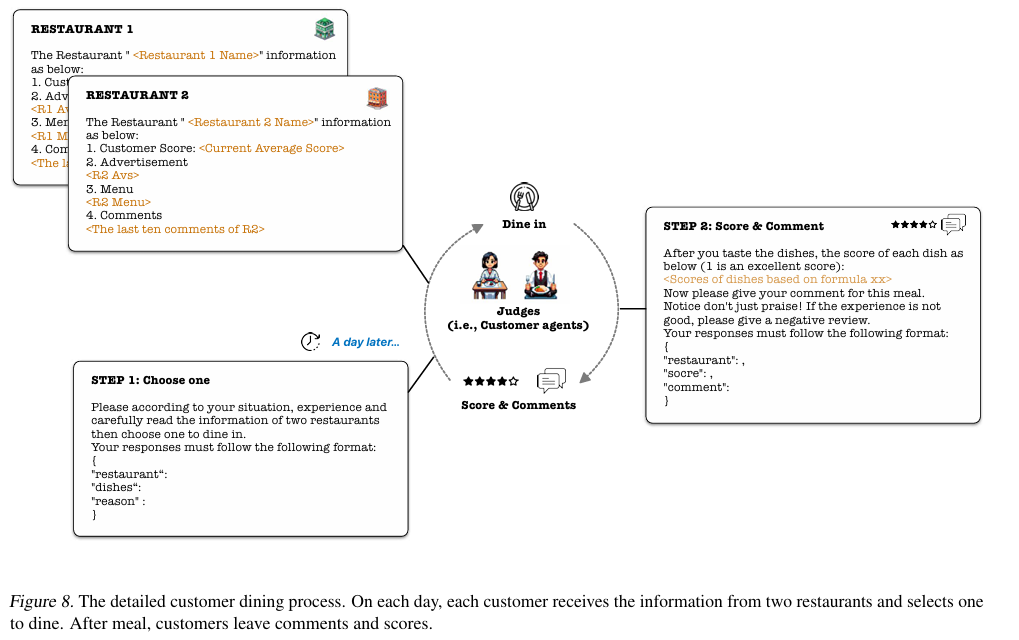 RESTAURANT 1
The Restaurant " <Restaurant 1 Name>" information
as below:
1. Cust
2. Adv
<R1 Av
3. Men
<R1 M
4. Com
<The la
RESTAURANT 2
The Restaurant " <Restaurant 2 Name>" information
as below:
1. Customer Score: <Current Average Score>
2. Advertisement
<R2 Avs>
3. Menu
<R2 Menu>
4. Comments
<The last ten comments of R2>
Dine in
Judges
(i.e., Customer agents)
Score & Comments
A day later...
STEP 1: Choose one
Please according to your situation, experience and
carefully read the information of two restaurants
then choose one to dine in.
Your responses must follow the following format:
{
"restaurant“:
"dishes“:
"reason" :
}
STEP 2: Score & Comment
After you taste the dishes, the score of each dish as
below (1 is an excellent score):
<Scores of dishes based on formula xx>
Now please give your comment for this meal.
Notice don't just praise! If the experience is not
good, please give a negative review.
Your responses must follow the following format:
{
"restaurant": ,
"socre": ,
"comment":
}
Figure 8. The detailed customer dining process. On each day, each customer receives the information from two restaurants and selects one
to dine. After meal, customers leave comments and scores.